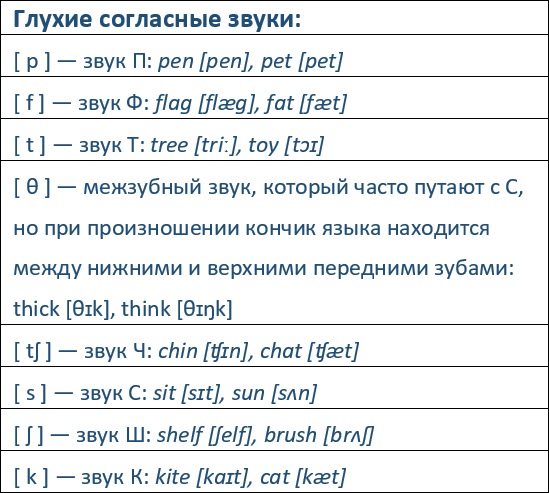 Глухие согласные звуки:
[ p ] — звук П: pen [pen], pet [pet]
[ f ] — звук Ф: flag [flæg], fat [fæt]
[ t ] — звук Т: tree [triː], toy [tɔɪ]
[ θ ] — межзубный звук, который часто путают с С,
но при произношении кончик языка находится
между нижними и верхними передними зубами:
thick [θɪk], think [θɪŋk]
[ tʃ ] — звук Ч: chin [ʧɪn], chat [ʧæt]
[ s ] — звук С: sit [sɪt], sun [sʌn]
[ ʃ ] — звук Ш: shelf [ʃelf], brush [brʌʃ]
[ k ] — звук К: kite [kaɪt], cat [kæt]